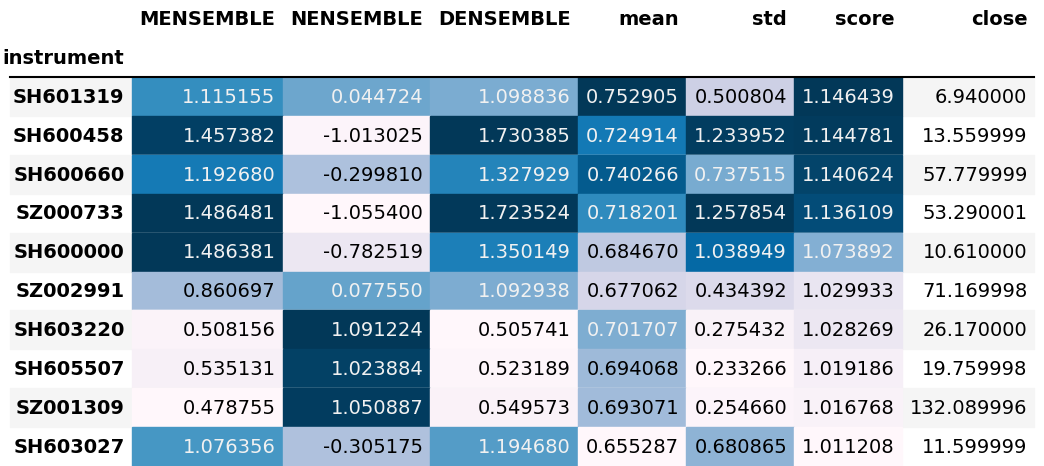 MENSEMBLE NENSEMBLE DENSEMBLE mean std score close
instrument
SH601319 1.115155 0.044724 1.098836 0.752905 0.500804 1.146439 6.940000
SH600458 1.457382 -1.013025 1.730385 0.724914 1.233952 1.144781 13.559999
SH600660 1.192680 -0.299810 1.327929 0.740266 0.737515 1.140624 57.779999
SZ000733 1.486481 -1.055400 1.723524 0.718201 1.257854 1.136109 53.290001
SH600000 1.486381 -0.782519 1.350149 0.684670 1.038949 1.073892 10.610000
SZ002991 0.860697 0.077550 1.092938 0.677062 0.434392 1.029933 71.169998
SH603220 0.508156 1.091224 0.505741 0.701707 0.275432 1.028269 26.170000
SH605507 0.535131 1.023884 0.523189 0.694068 0.233266 1.019186 19.759998
SZ001309 0.478755 1.050887 0.549573 0.693071 0.254660 1.016768 132.089996
SH603027 1.076356 -0.305175 1.194680 0.655287 0.680865 1.011208 11.599999